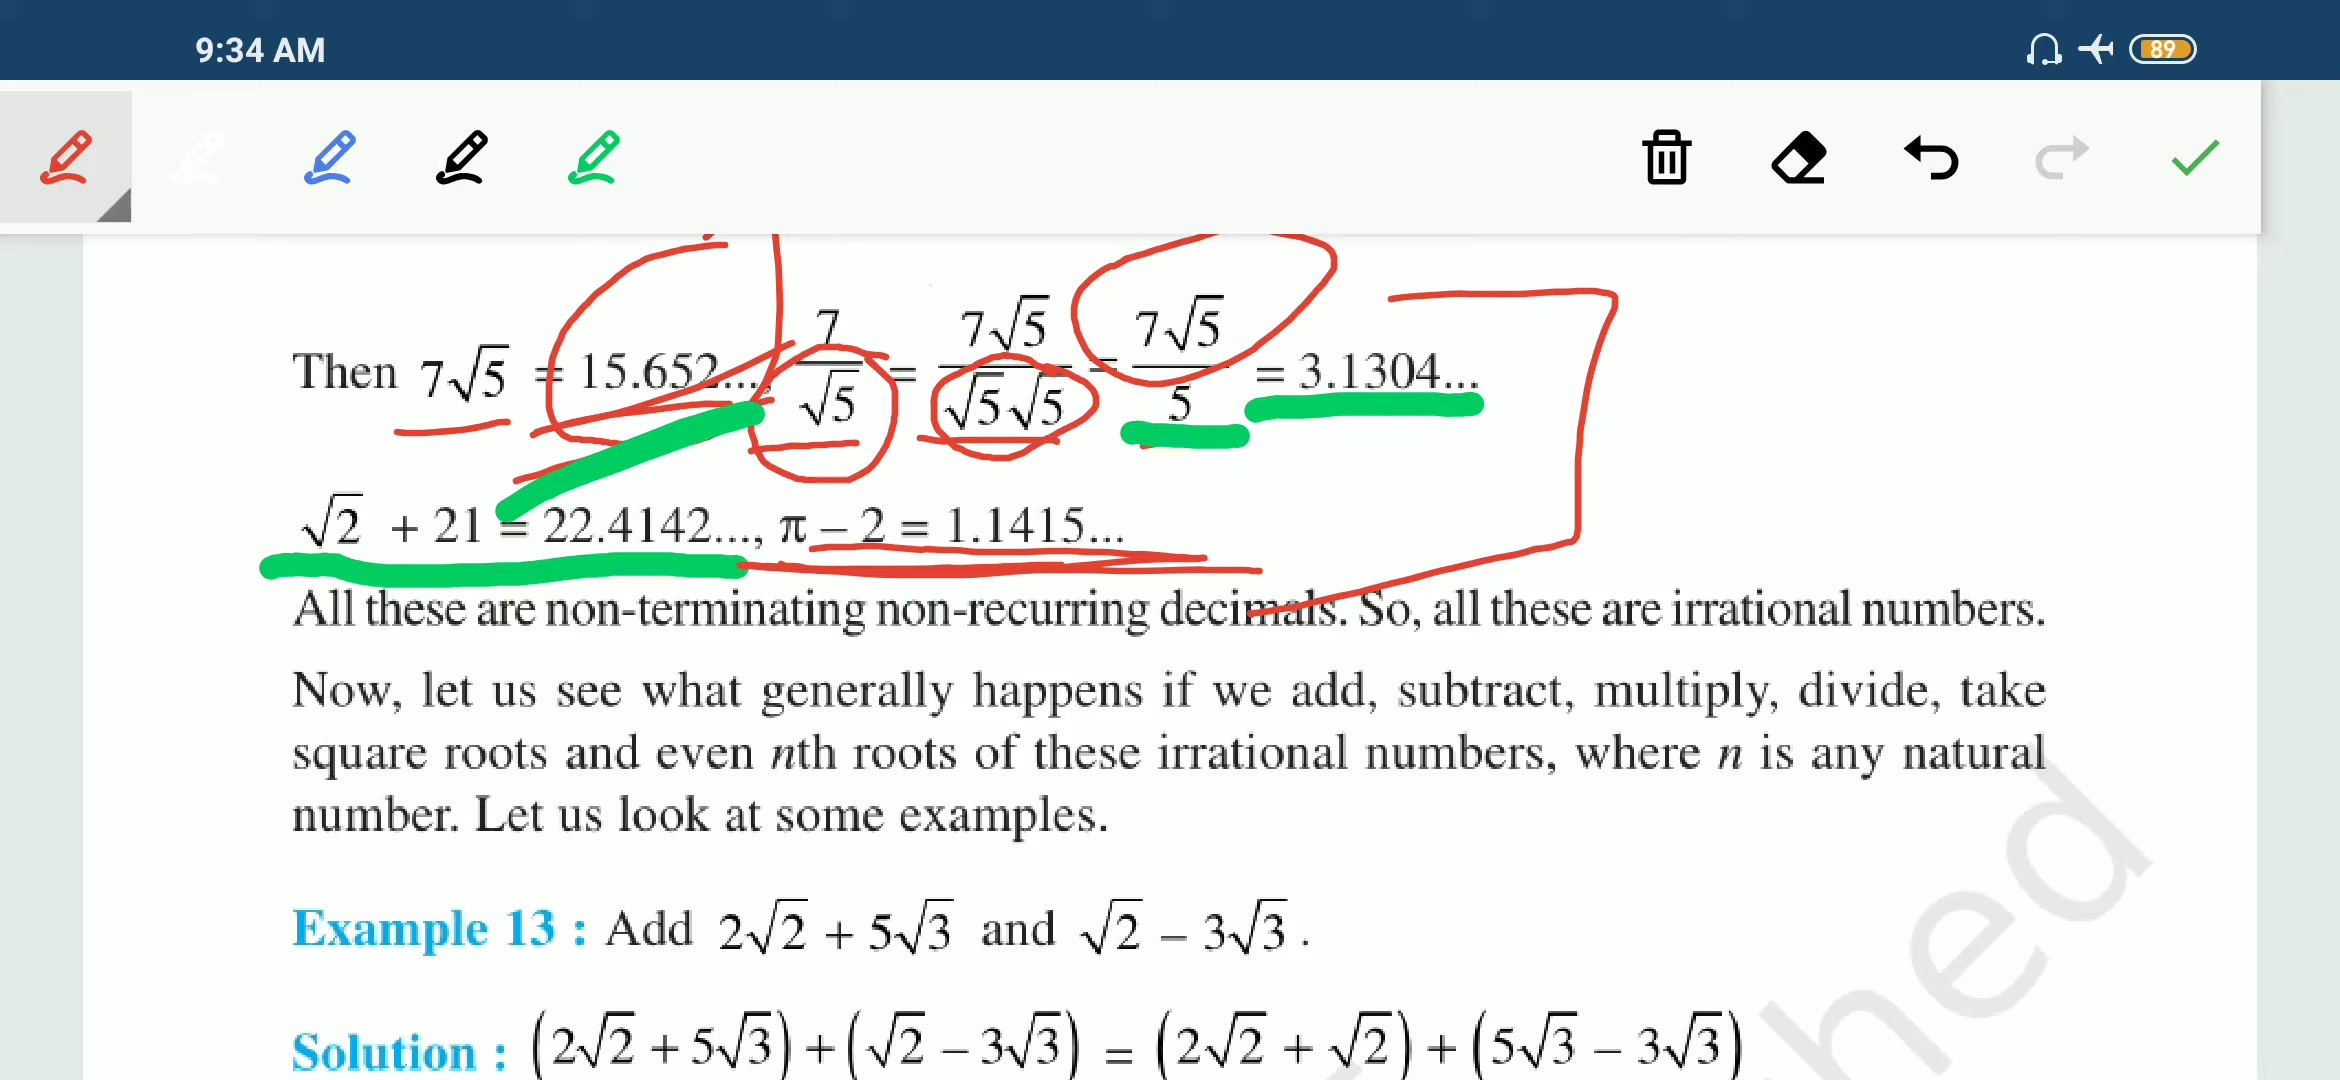 9:34 AM
89
Then 7√5 = 15.652..., 7/√5 = 7√5/√5√5 = 7√5/5 = 3.1304...
√2 + 21 = 22.4142..., π – 2 = 1.1415...
All these are non-terminating non-recurring decimals. So, all these are irrational numbers.
Now, let us see what generally happens if we add, subtract, multiply, divide, take
square roots and even nth roots of these irrational numbers, where n is any natural
number. Let us look at some examples.
Example 13 : Add 2√2 + 5√3 and √2 – 3√3 .
Solution : (2√2 + 5√3) + (√2 – 3√3) = (2√2 + √2) + (5√3 – 3√3)
hed